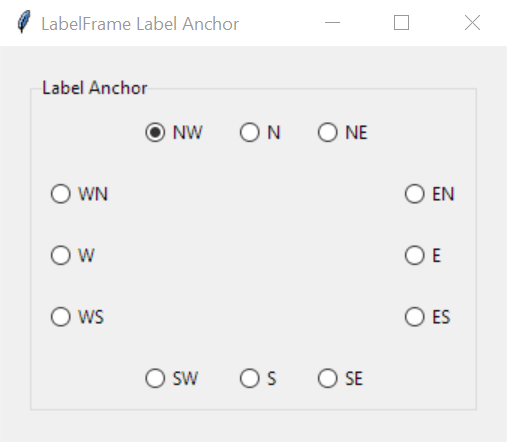 LabelFrame Label Anchor
Label Anchor
NW N NE
WN EN
W E
WS ES
SW S SE